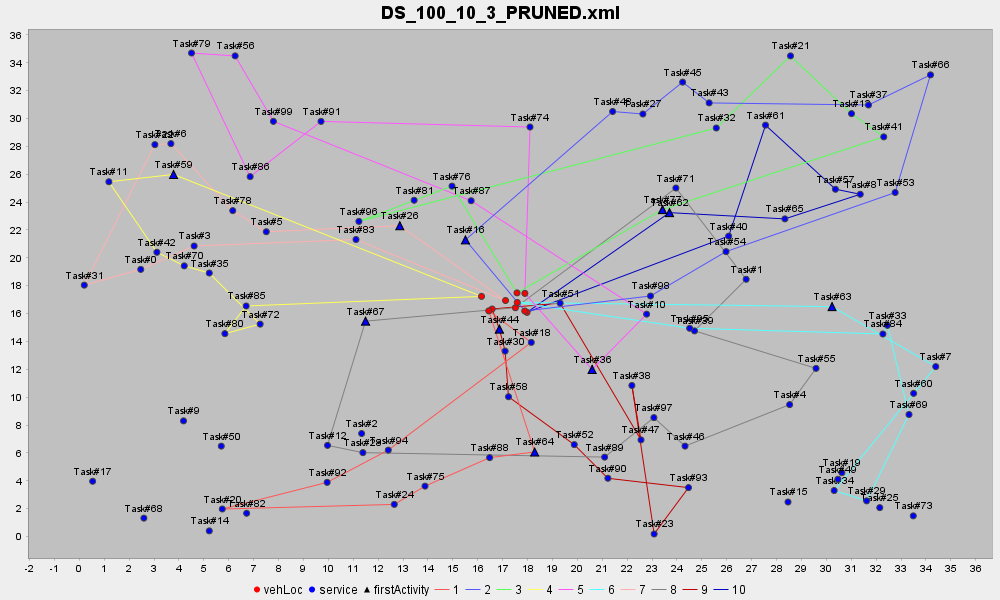 DS_100_10_3_PRUNED.xml
36
Task#79
Task#56
Task#21
34
Task#66
Task#45
32
Task#43
Task#37
Task#99
Task#91
Task#27
30
Task#74
Task#32
Task#61
Task#41
28
Task#59
26
Task#11
Task#86
Task#76
Task#71
Task#57
Task#8
Task#53
24
Task#81
Task#87
Task#78
Task#96
Task#26
Task#62
Task#65
22
Task#5
Task#83
Task#16
Task#40
Task#3
Task#42
Task#54
20
Task#0
Task#70
Task#35
Task#1
18
Task#31
Task#98
Task#51
Task#63
16
Task#85
Task#10
Task#67
Task#44
Task#33
Task#80
Task#72
Task#39
Task#84
14
Task#18
Task#30
12
Task#36
Task#55
Task#7
Task#38
10
Task#58
Task#60
Task#4
Task#69
8
Task#9
Task#97
Task#2
6
Task#50
Task#12
Task#94
Task#64
Task#52
Task#47
Task#46
Task#88
Task#89
4
Task#17
Task#92
Task#75
Task#90
Task#93
Task#19
Task#34
2
Task#20
Task#82
Task#24
Task#15
Task#29
Task#25
Task#68
Task#73
0
Task#14
Task#23
-2 -1 0 1 2 3 4 5 6 7 8 9 10 11 12 13 14 15 16 17 18 19 20 21 22 23 24 25 26 27 28 29 30 31 32 33 34 35 36
vehLoc service firstActivity 1 2 3 4 5 6 7 8 9 10